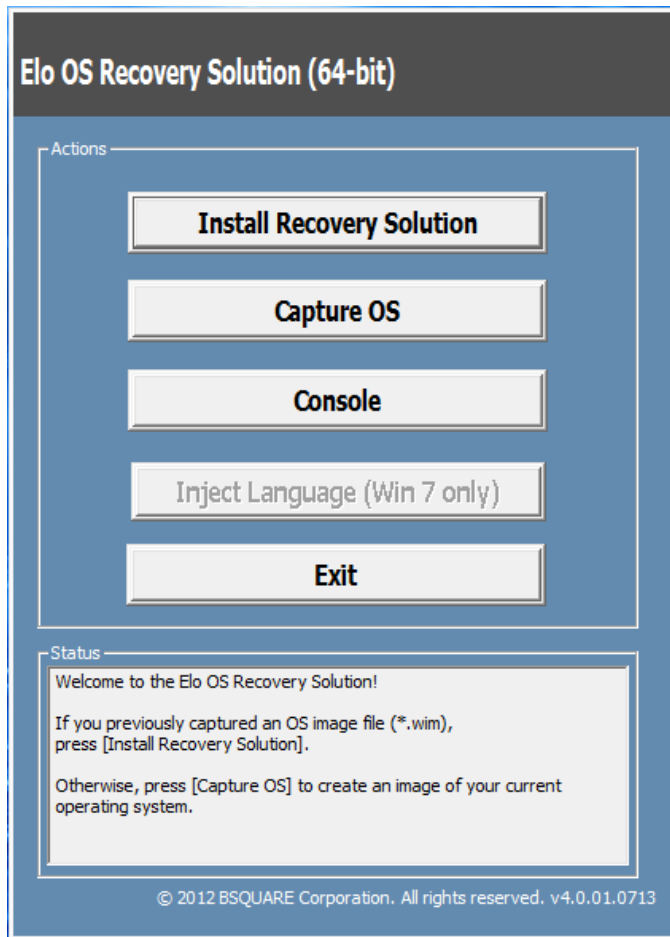 Elo OS Recovery Solution (64-bit)
Actions
Install Recovery Solution
Capture OS
Console
Inject Language (Win 7 only)
Exit
Status
Welcome to the Elo OS Recovery Solution!
If you previously captured an OS image file (*.wim),
press [Install Recovery Solution].
Otherwise, press [Capture OS] to create an image of your current
operating system.
© 2012 BSQUARE Corporation. All rights reserved. v4.0.01.0713